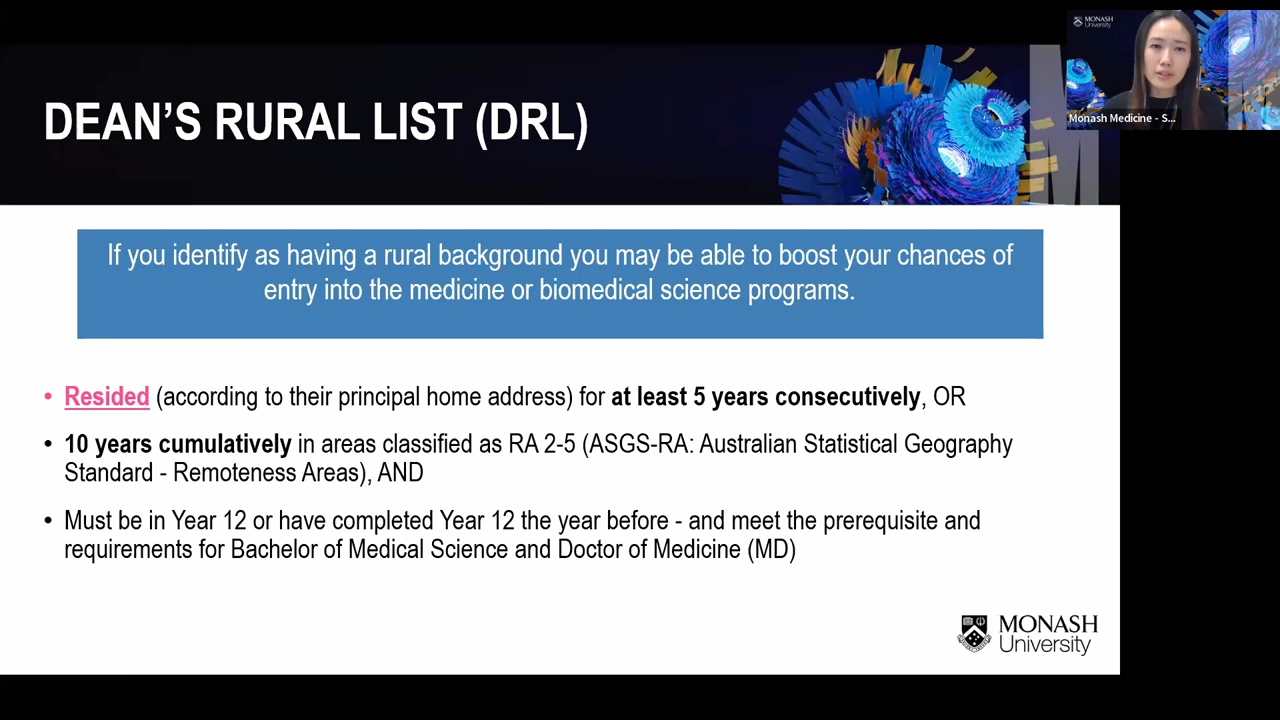 DEAN’S RURAL LIST (DRL)
MONASH
University
Monash Medicine - S...
If you identify as having a rural background you may be able to boost your chances of
entry into the medicine or biomedical science programs.
• Resided (according to their principal home address) for at least 5 years consecutively, OR
• 10 years cumulatively in areas classified as RA 2-5 (ASGS-RA: Australian Statistical Geography
Standard - Remoteness Areas), AND
• Must be in Year 12 or have completed Year 12 the year before - and meet the prerequisite and
requirements for Bachelor of Medical Science and Doctor of Medicine (MD)
MONASH
University